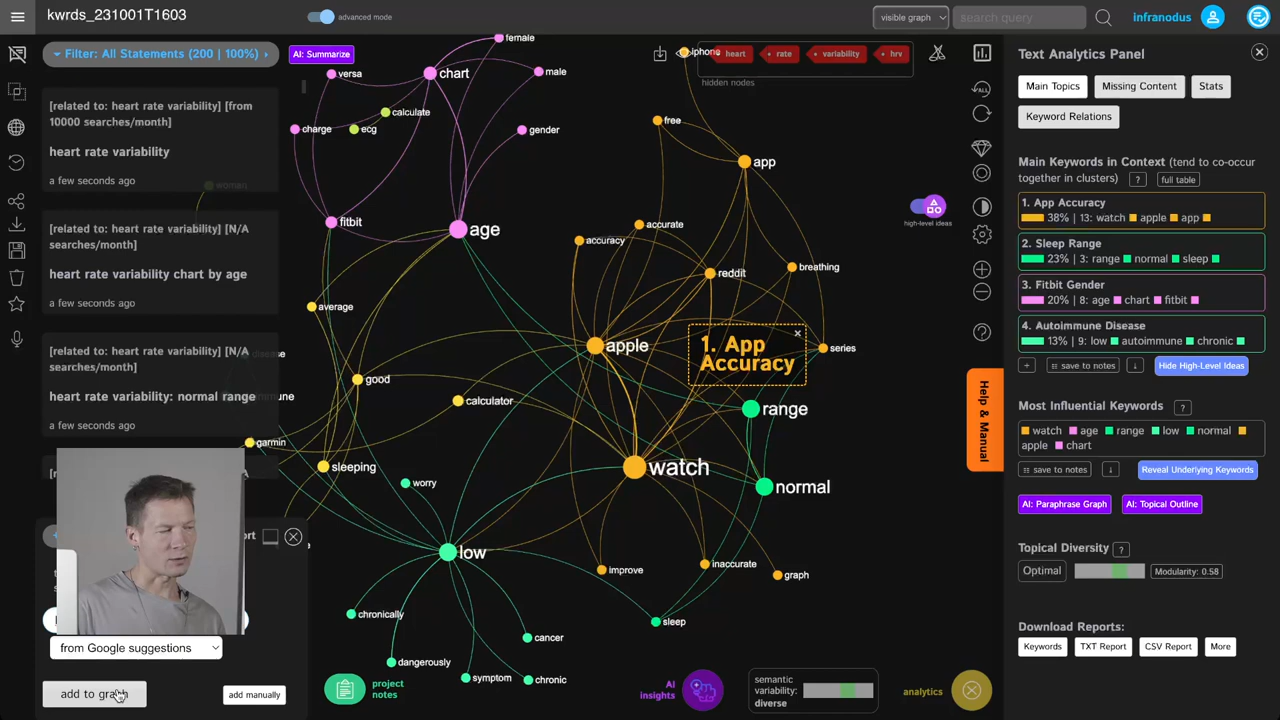 kwrds_231001T1603
advanced mode
visible graph
search query
infranodus
Filter: All Statements (200 | 100%)
AI: Summarize
[related to: heart rate variability] [from
10000 searches/month]
heart rate variability
a few seconds ago
[related to: heart rate variability] [N/A
searches/month]
heart rate variability chart by age
a few seconds ago
[related to: heart rate variability] [N/A
searches/month]
heart rate variability: normal range
a few seconds ago
from Google suggestions
add to graph
add manually
female
iphone
heart
rate
variability
hrv
hidden nodes
versa
chart
male
calculate
charge
ecg
gender
free
app
woman
fitbit
age
accurate
accuracy
reddit
breathing
high-level ideas
average
disease
apple
1. App
Accuracy
series
good
calculator
range
garmin
sleeping
watch
worry
normal
low
improve
inaccurate
graph
chronically
sleep
cancer
dangerously
symptom
chronic
project
notes
AI
insights
semantic
variability:
diverse
analytics
Help & Manual
Text Analytics Panel
Main Topics
Missing Content
Stats
Keyword Relations
Main Keywords in Context (tend to co-occur
together in clusters)
?
full table
1. App Accuracy
38% | 13: watch apple app
2. Sleep Range
23% | 3: range normal sleep
3. Fitbit Gender
20% | 8: age chart fitbit
4. Autoimmune Disease
13% | 9: low autoimmune chronic
+
save to notes
↓
Hide High-Level Ideas
Most Influential Keywords
?
watch age range low normal
apple chart
save to notes
↓
Reveal Underlying Keywords
AI: Paraphrase Graph
AI: Topical Outline
Topical Diversity
?
Optimal
Modularity: 0.58
Download Reports:
Keywords
TXT Report
CSV Report
More